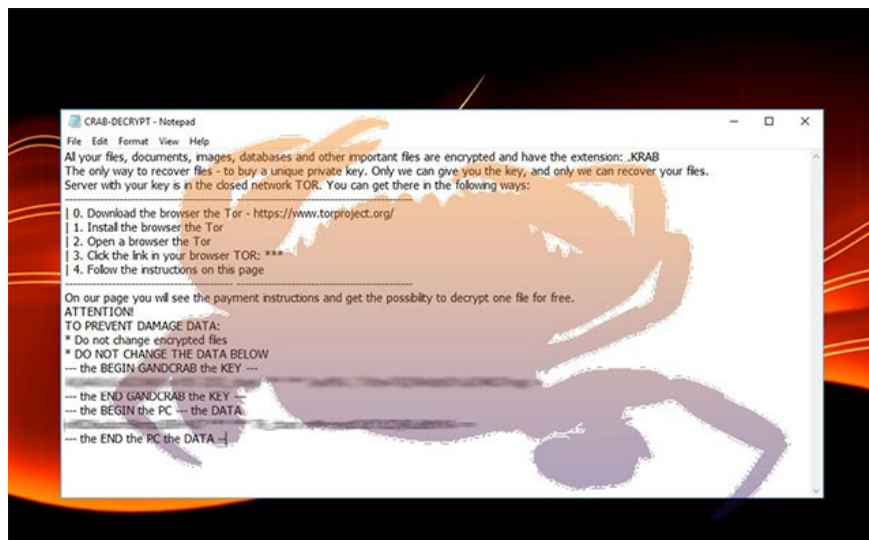 CRAB-DECRYPT - Notepad
File Edit Format View Help
All your files, documents, images, databases and other important files are encrypted and have the extension: .KRAB
The only way to recover files - to buy a unique private key. Only we can give you the key, and only we can recover your files.
Server with your key is in the closed network TOR. You can get there in the following ways:
---------------------------------------- ----------------------------------------
| 0. Download the browser the Tor - https://www.torproject.org/
| 1. Install the browser the Tor
| 2. Open a browser the Tor
| 3. Click the link in your browser TOR: ***
| 4. Follow the instructions on this page
---------------------------------------- ----------------------------------------
On our page you will see the payment instructions and get the possibility to decrypt one file for free.
ATTENTION!
TO PREVENT DAMAGE DATA:
* Do not change encrypted files
* DO NOT CHANGE THE DATA BELOW
--- the BEGIN GANDCRAB the KEY ---
--- the END GANDCRAB the KEY ---
--- the BEGIN the PC --- the DATA
--- the END the PC the DATA --